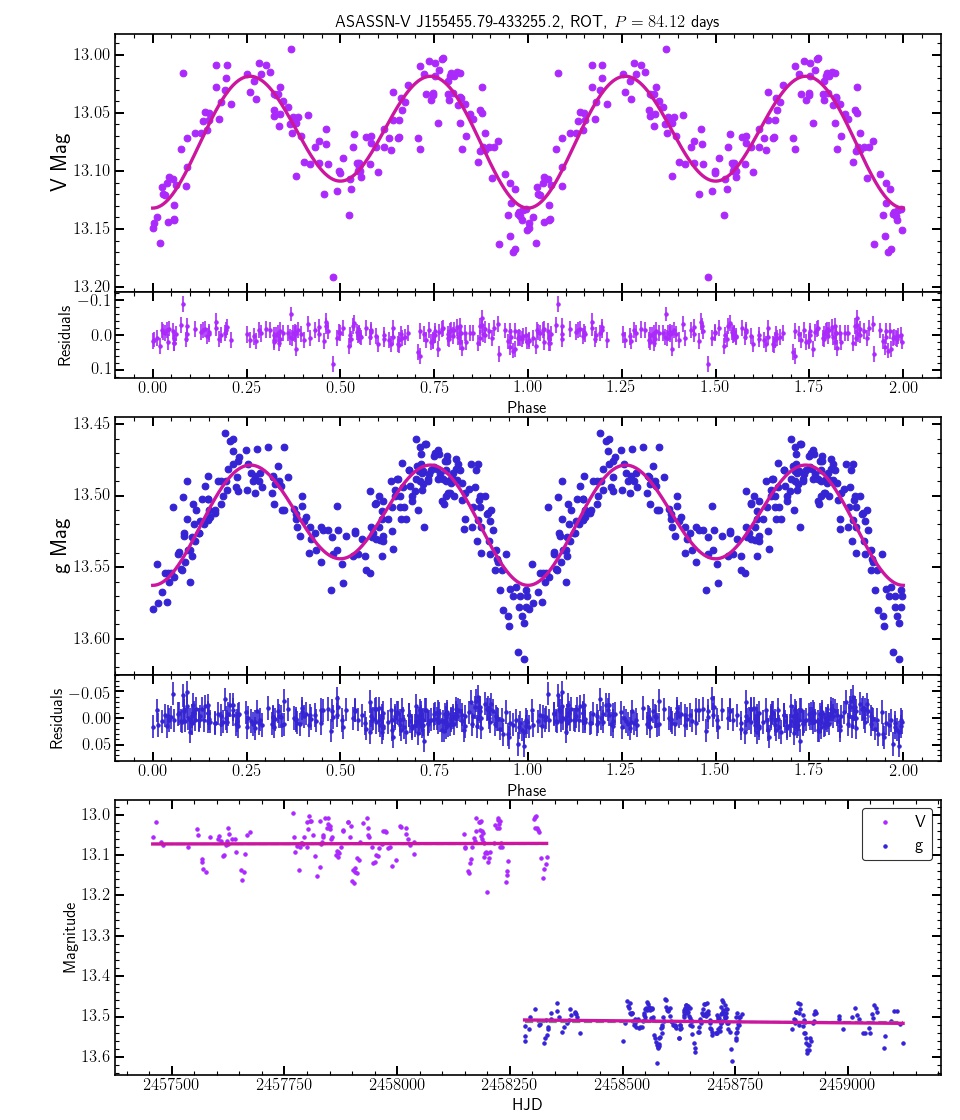 ASASSN-V J155455.79-433255.2, ROT, P = 84.12 days
13.00
13.05
13.10
13.15
13.20
V Mag
−0.1
0.0
0.1
Residuals
0.00 0.25 0.50 0.75 1.00 1.25 1.50 1.75 2.00
Phase
13.45
13.50
13.55
13.60
g Mag
−0.05
0.00
0.05
Residuals
0.00 0.25 0.50 0.75 1.00 1.25 1.50 1.75 2.00
Phase
13.0
13.1
13.2
13.3
13.4
13.5
13.6
Magnitude
V
g
2457500 2457750 2458000 2458250 2458500 2458750 2459000
HJD